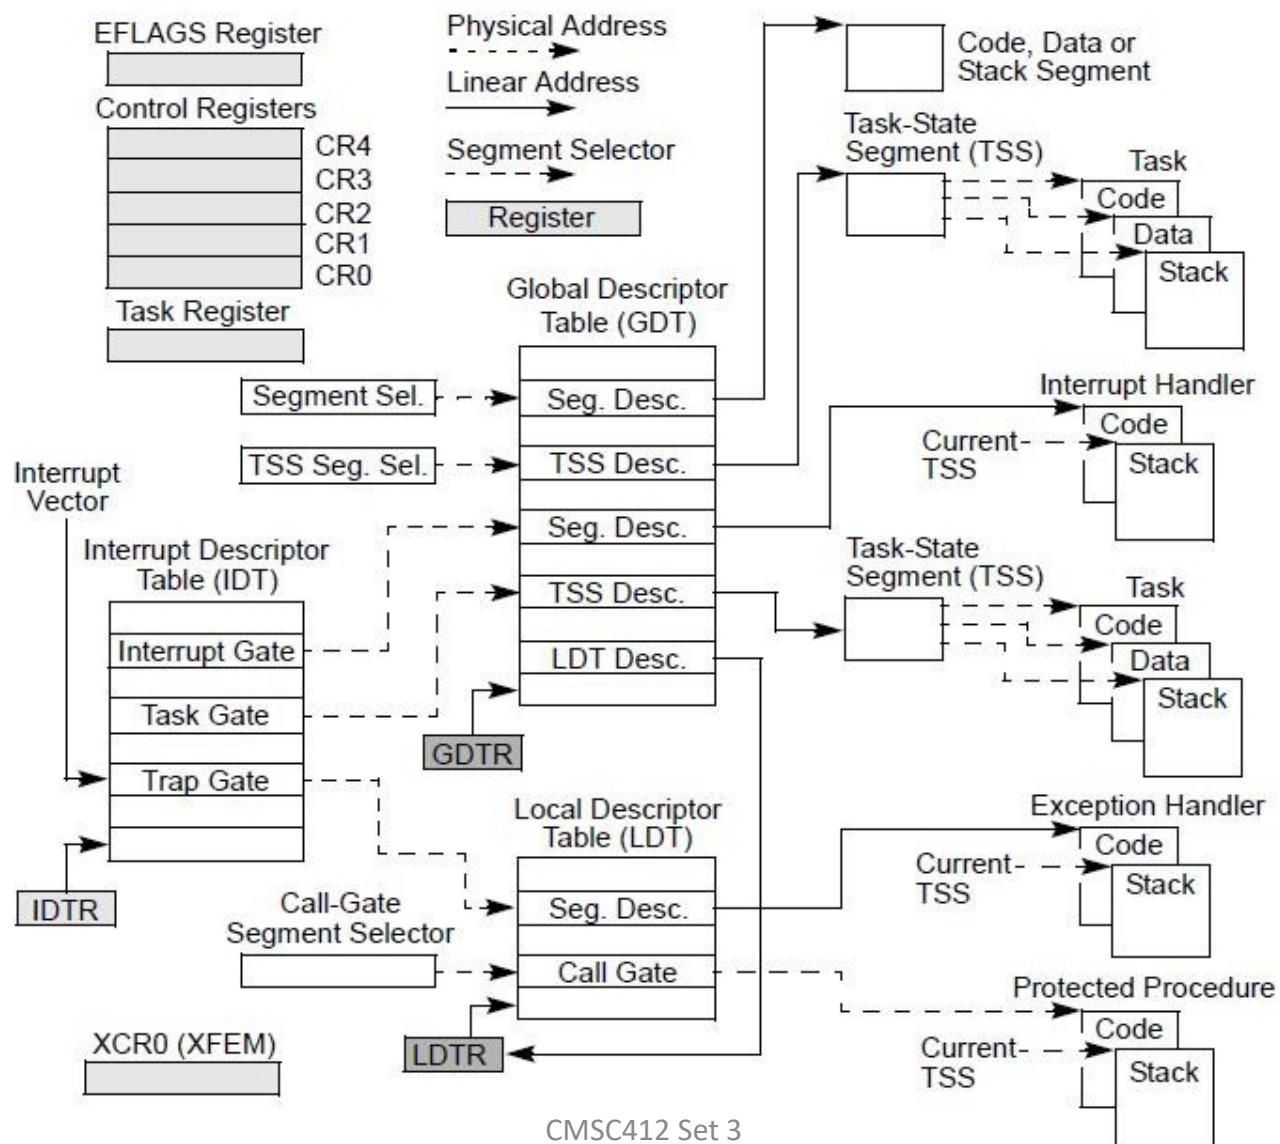 EFLAGS Register
Control Registers
CR4
CR3
CR2
CR1
CR0
Task Register
Physical Address
Linear Address
Segment Selector
Register
Code, Data or
Stack Segment
Task-State
Segment (TSS)
Task
Code
Data
Stack
Global Descriptor
Table (GDT)
Segment Sel.
Seg. Desc.
TSS Seg. Sel.
TSS Desc.
Seg. Desc.
TSS Desc.
LDT Desc.
GDTR
Interrupt Handler
Code
Current
TSS
Stack
Interrupt
Vector
Interrupt Descriptor
Table (IDT)
Interrupt Gate
Task Gate
Trap Gate
IDTR
Task-State
Segment (TSS)
Task
Code
Data
Stack
Local Descriptor
Table (LDT)
Seg. Desc.
Call Gate
Call-Gate
Segment Selector
LDTR
Exception Handler
Code
Current
TSS
Stack
Protected Procedure
Code
Current
TSS
Stack
XCR0 (XFEM)
CMSC412 Set 3